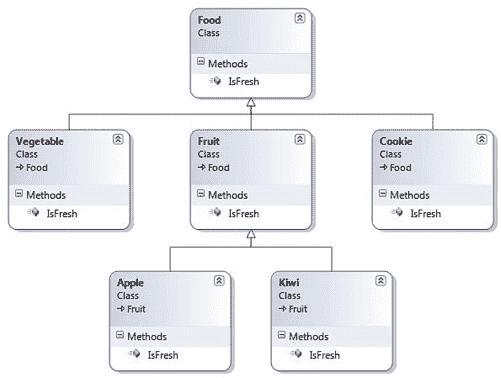 Food
Class
Methods
IsFresh
Vegetable
Class
Food
Methods
IsFresh
Fruit
Class
Food
Methods
IsFresh
Cookie
Class
Food
Methods
IsFresh
Apple
Class
Fruit
Methods
IsFresh
Kiwi
Class
Fruit
Methods
IsFresh